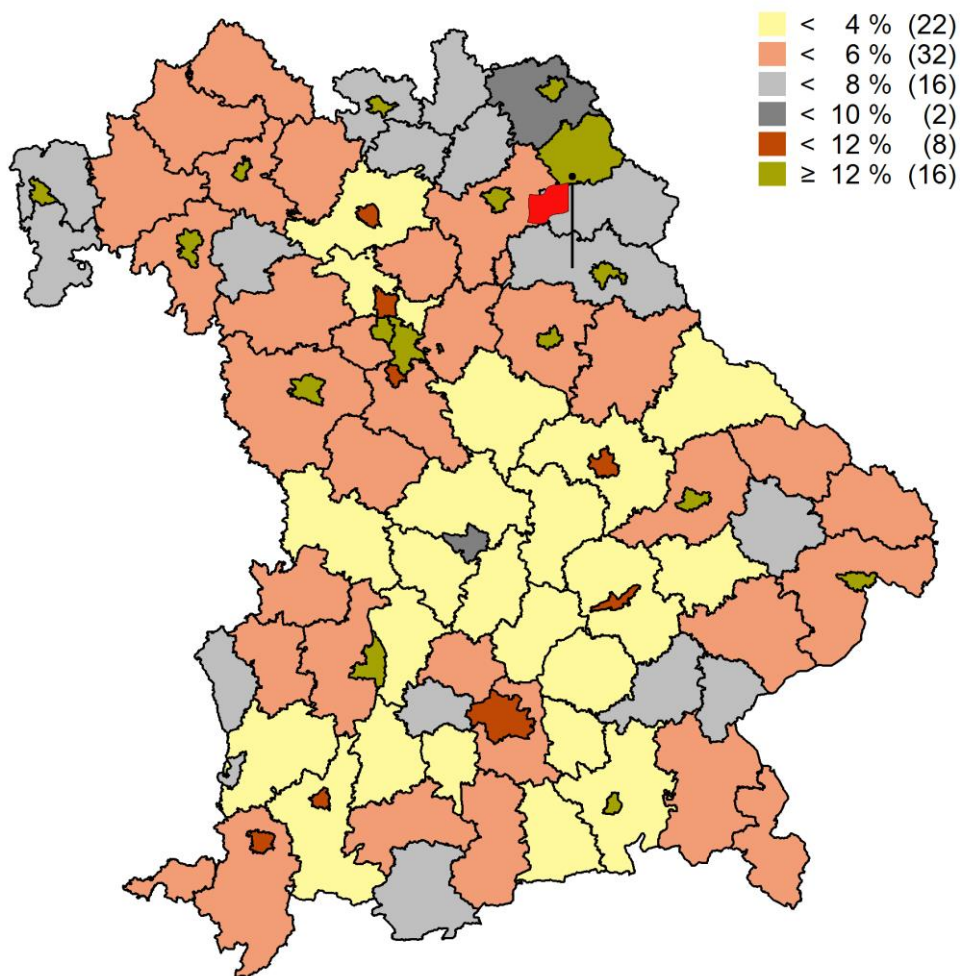 < 4 % (22)
< 6 % (32)
< 8 % (16)
< 10 % (2)
< 12 % (8)
≥ 12 % (16)